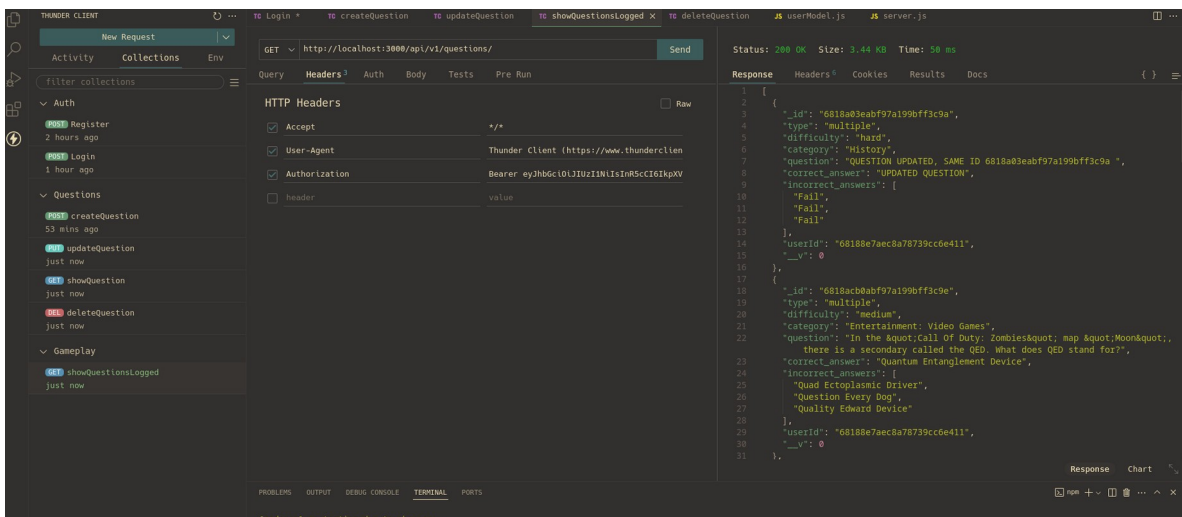 THUNDER CLIENT
New Request
Activity Collections Env
filter collections
Auth
POST Register
2 hours ago
POST Login
1 hour ago
Questions
POST createQuestion
53 mins ago
PUT updateQuestion
just now
GET showQuestion
just now
DEL deleteQuestion
just now
Gameplay
GET showQuestionsLogged
just now
TC Login * TC createQuestion TC updateQuestion TC showQuestionsLogged × TC deleteQuestion JS userModel.js JS server.js
GET http://localhost:3000/api/v1/questions/ Send
Query Headers 3 Auth Body Tests Pre Run
HTTP Headers Raw
Accept */*
User-Agent Thunder Client (https://www.thunderclien
Authorization Bearer eyJhbGciOiJIUzI1NiIsInR5cCI6IkpXV
header value
Status: 200 OK Size: 3.44 KB Time: 50 ms
Response Headers 6 Cookies Results Docs { }
1 [
2 {
3 "_id": "6818a03eabf97a199bff3c9a",
4 "type": "multiple",
5 "difficulty": "hard",
6 "category": "History",
7 "question": "QUESTION UPDATED, SAME ID 6818a03eabf97a199bff3c9a ",
8 "correct_answer": "UPDATED QUESTION",
9 "incorrect_answers": [
10 "Fail",
11 "Fail",
12 "Fail"
13 ],
14 "userId": "68188e7aec8a78739cc6e411",
15 "__v": 0
16 },
17 {
18 "_id": "6818acb0abf97a199bff3c9e",
19 "type": "multiple",
20 "difficulty": "medium",
21 "category": "Entertainment: Video Games",
22 "question": "In the &quot;Call Of Duty: Zombies&quot; map &quot;Moon&quot;,
there is a secondary called the QED. What does QED stand for?",
23 "correct_answer": "Quantum Entanglement Device",
24 "incorrect_answers": [
25 "Quad Ectoplasmic Driver",
26 "Question Every Dog",
27 "Quality Edward Device"
28 ],
29 "userId": "68188e7aec8a78739cc6e411",
30 "__v": 0
31 },
Response Chart
PROBLEMS OUTPUT DEBUG CONSOLE TERMINAL PORTS
npm